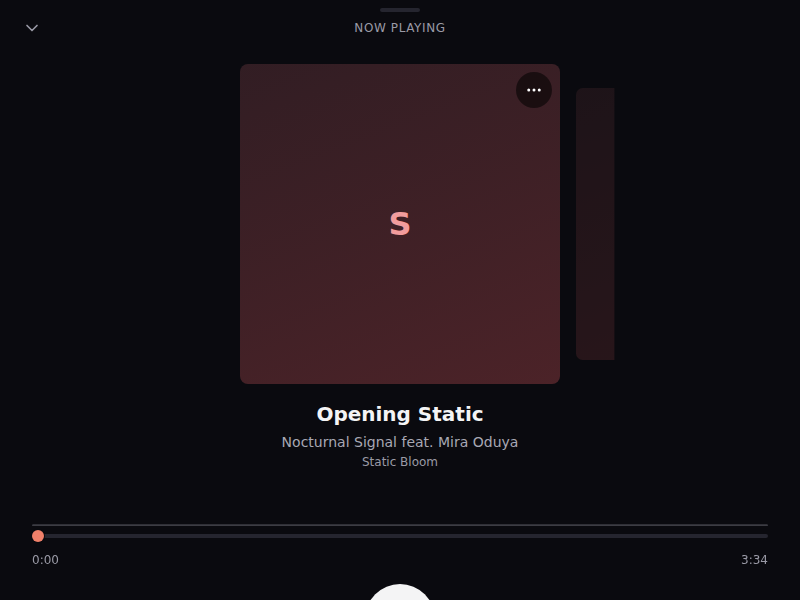 NOW PLAYING
S
Opening Static
Nocturnal Signal feat. Mira Oduya
Static Bloom
0:00
3:34